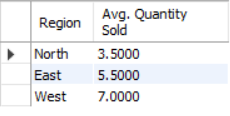 Region Avg. Quantity
Sold
North 3.5000
East 5.5000
West 7.0000